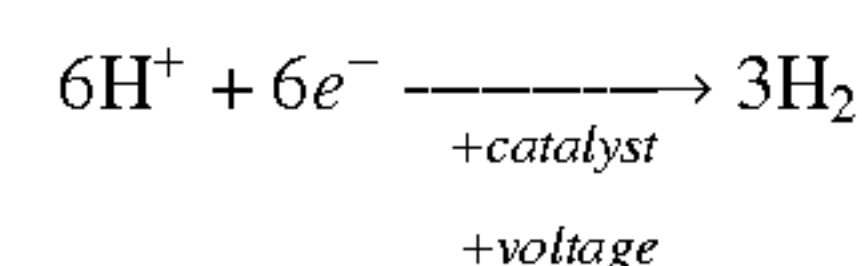 6H⁺ + 6e⁻ --------→ 3H₂
+catalyst
+voltage